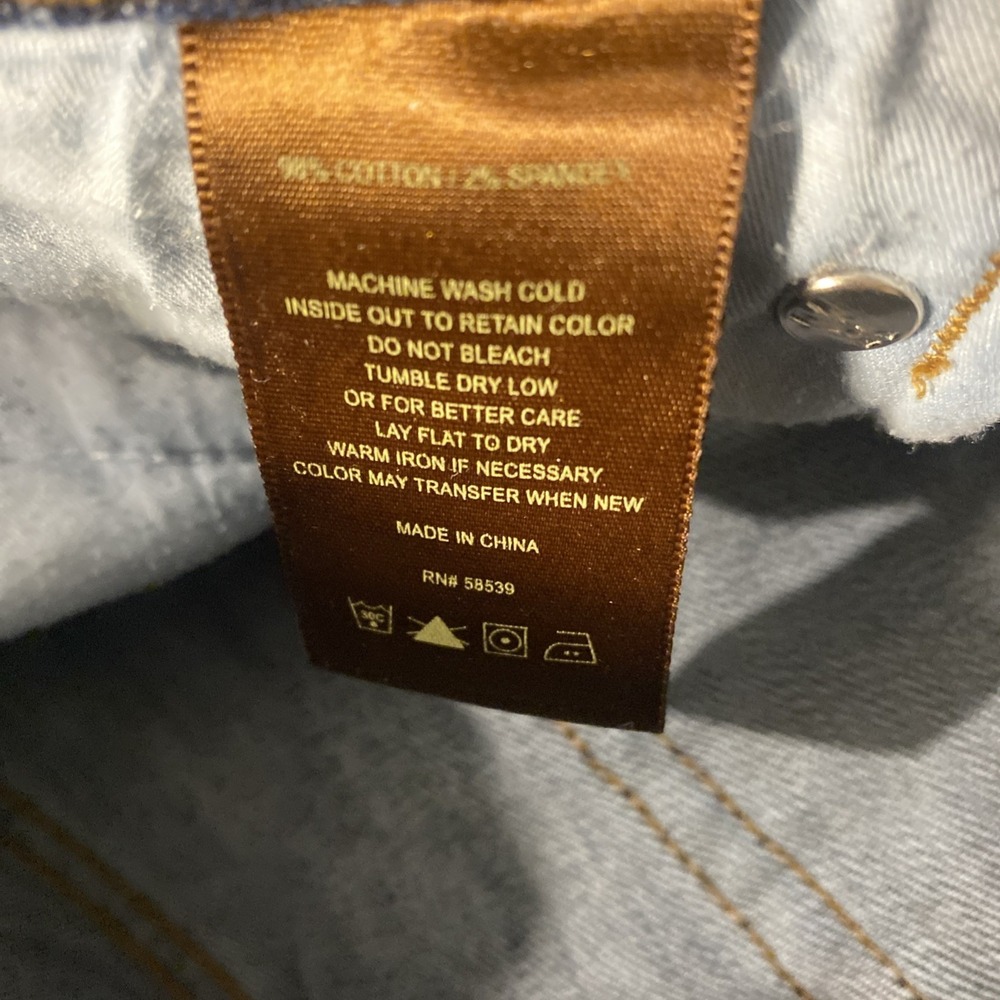 98% COTTON / 2% SPANDEX
MACHINE WASH COLD
INSIDE OUT TO RETAIN COLOR
DO NOT BLEACH
TUMBLE DRY LOW
OR FOR BETTER CARE
LAY FLAT TO DRY
WARM IRON IF NECESSARY
COLOR MAY TRANSFER WHEN NEW
MADE IN CHINA
RN# 58539
30C